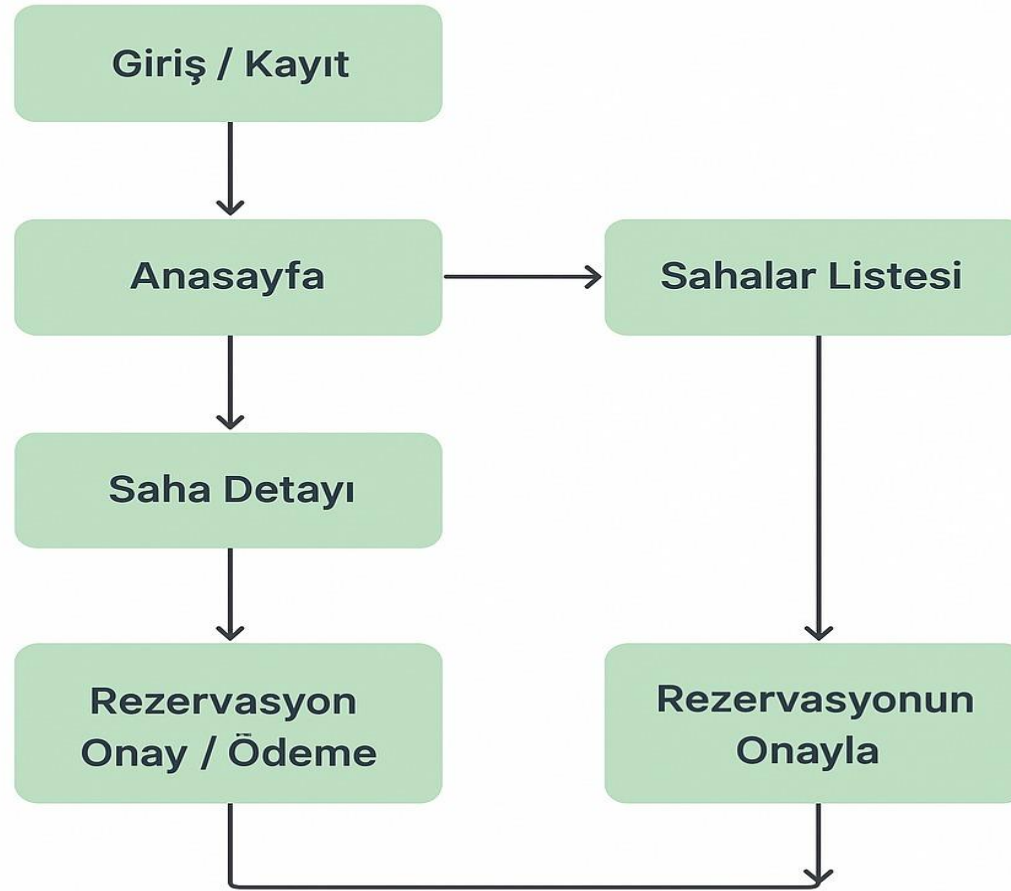 Giriş / Kayıt
Anasayfa
Sahalar Listesi
Saha Detayı
Rezervasyon
Onay / Ödeme
Rezervasyonun
Onayla